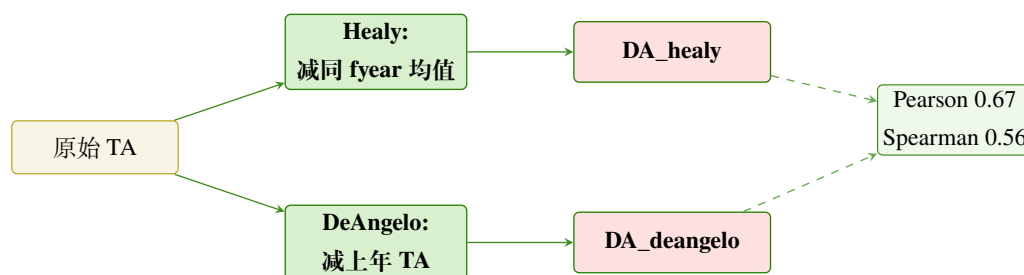 原始 TA
Healy:
减同 fyear 均值
DA_healy
DeAngelo:
减上年 TA
DA_deangelo
Pearson 0.67
Spearman 0.56